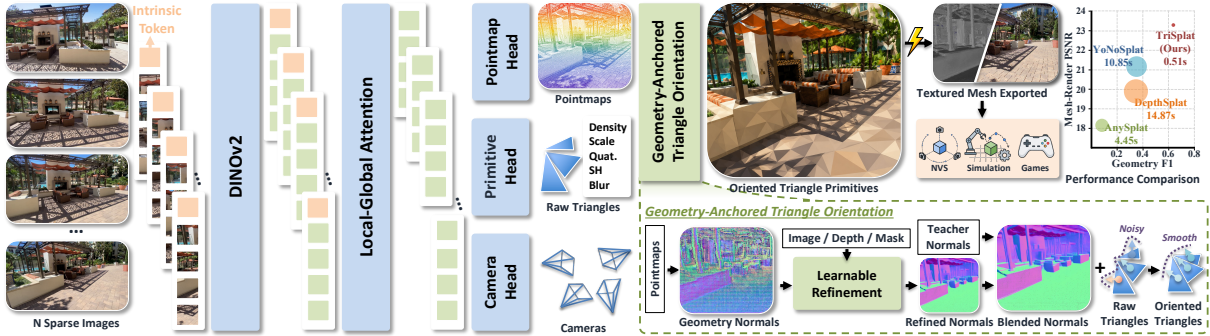 Intrinsic
Token
...
N Sparse Images
DINOv2
Local-Global Attention
Pointmap
Head
Primitive
Head
Camera
Head
Pointmaps
Density
Scale
Quat.
SH
Blur
Raw Triangles
Cameras
Geometry-Anchored
Triangle Orientation
Oriented Triangle Primitives
Textured Mesh Exported
NVS
Simulation
Games
Mesh-Render PSNR
24
23
22
21
20
19
18
YoNoSplat
10.85s
TriSplat
(Ours)
0.51s
DepthSplat
14.87s
AnySplat
4.45s
0.2
0.4
0.6
0.8
Geometry F1
Performance Comparison
Geometry-Anchored Triangle Orientation
Pointmaps
Geometry Normals
Image / Depth / Mask
Learnable
Refinement
Teacher
Normals
Refined Normals
Blended Normals
+
Noisy
Raw
Triangles
Smooth
Oriented
Triangles